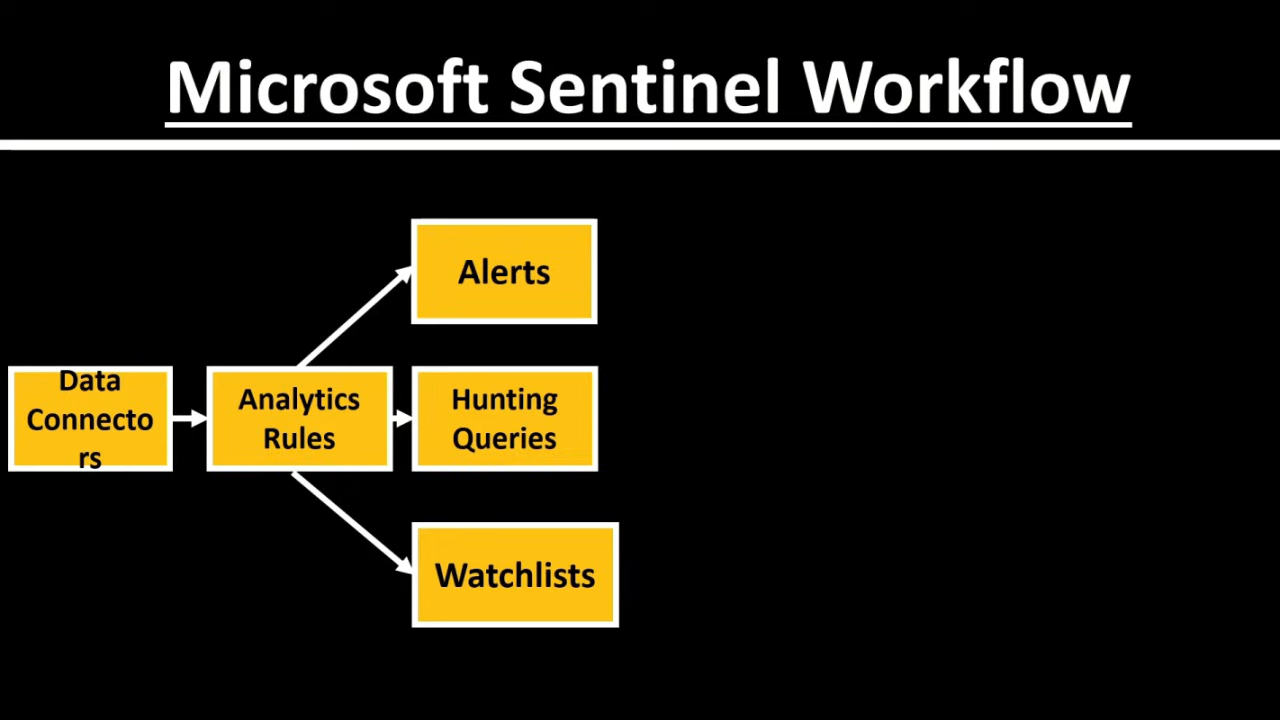 Microsoft Sentinel Workflow
Alerts
Data
Connecto
rs
Analytics
Rules
Hunting
Queries
Watchlists